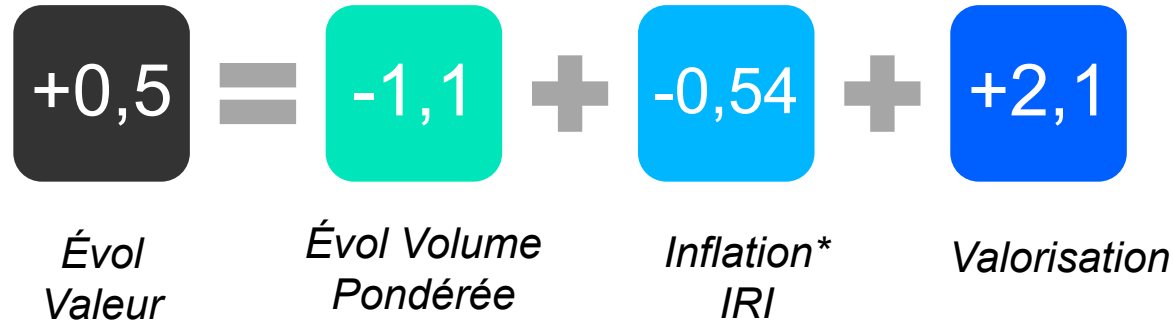 +0,5 = -1,1 + -0,54 + +2,1
Évol
Valeur
Évol Volume
Pondérée
Inflation*
IRI
Valorisation